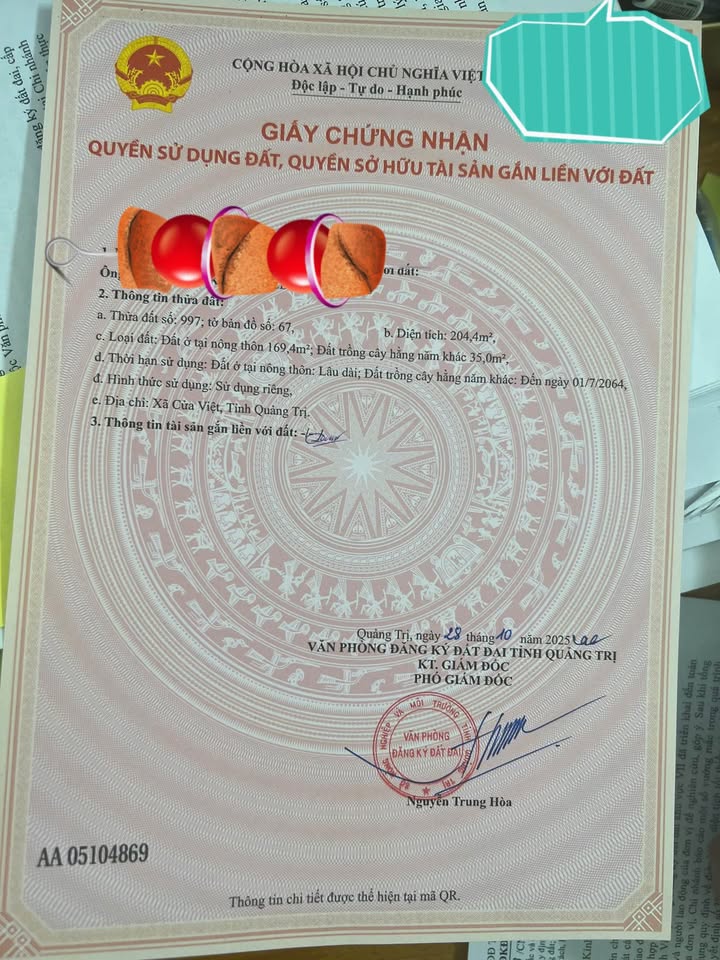 CỘNG HÒA XÃ HỘI CHỦ NGHĨA VIỆT
Độc lập - Tự do - Hạnh phúc
GIẤY CHỨNG NHẬN
QUYỀN SỬ DỤNG ĐẤT, QUYỀN SỞ HỮU TÀI SẢN GẮN LIỀN VỚI ĐẤT
Ông
đất:
2. Thông tin thửa đất:
a. Thửa đất số: 997; tờ bản đồ số: 67,
b. Diện tích: 204,4m²,
c. Loại đất: Đất ở tại nông thôn 169,4m²; Đất trồng cây hằng năm khác 35,0m²,
d. Thời hạn sử dụng: Đất ở tại nông thôn: Lâu dài; Đất trồng cây hằng năm khác: Đến ngày 01/7/2064,
đ. Hình thức sử dụng: Sử dụng riêng,
e. Địa chỉ: Xã Cửa Việt, Tỉnh Quảng Trị.
3. Thông tin tài sản gắn liền với đất: -/-
Quảng Trị, ngày 28 tháng 10 năm 2025
VĂN PHÒNG ĐĂNG KÝ ĐẤT ĐAI TỈNH QUẢNG TRỊ
KT. GIÁM ĐỐC
PHÓ GIÁM ĐỐC
VĂN PHÒNG
ĐĂNG KÝ ĐẤT ĐAI
Nguyễn Trung Hòa
AA 05104869
Thông tin chi tiết được thể hiện tại mã QR.